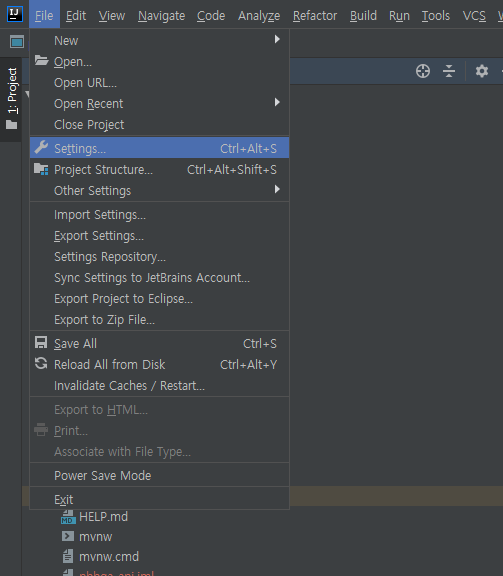 IJ File Edit View Navigate Code Analyze Refactor Build Run Tools VCS
1: Project
New
Open...
Open URL...
Open Recent
Close Project
Settings... Ctrl+Alt+S
Project Structure... Ctrl+Alt+Shift+S
Other Settings
Import Settings...
Export Settings...
Settings Repository...
Sync Settings to JetBrains Account...
Export Project to Eclipse...
Export to Zip File...
Save All Ctrl+S
Reload All from Disk Ctrl+Alt+Y
Invalidate Caches / Restart...
Export to HTML...
Print...
Associate with File Type...
Power Save Mode
Exit
MD HELP.md
mvnw
mvnw.cmd